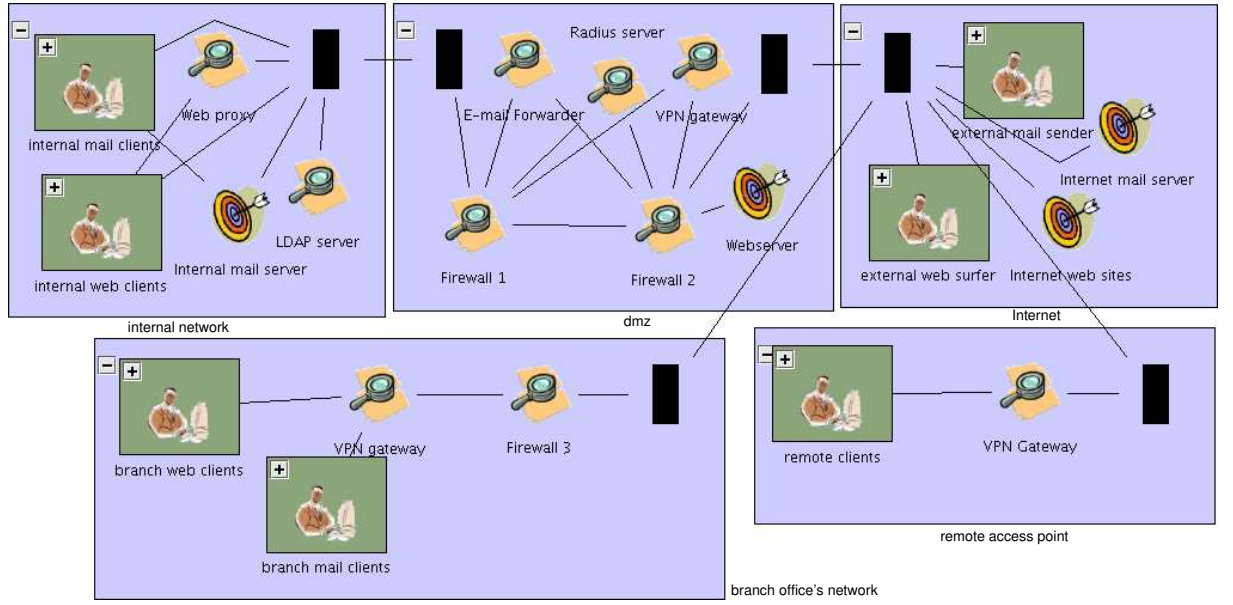 Web proxy
internal mail clients
LDAP server
Internal mail server
internal web clients
internal network
Radius server
E-mail Forwarder
VPN gateway
Webserver
Firewall 1
Firewall 2
dmz
external mail sender
Internet mail server
external web surfer
Internet web sites
Internet
VPN gateway
Firewall 3
branch web clients
branch mail clients
branch office's network
remote clients
VPN Gateway
remote access point